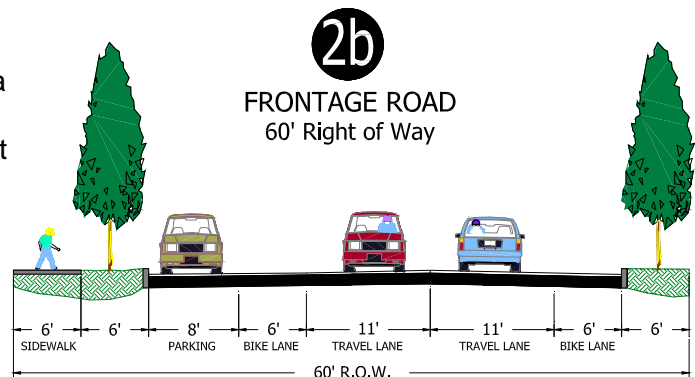 2b
a
FRONTAGE ROAD
t
60' Right of Way
6' 6' 8' 6' 11' 11' 6' 6'
SIDEWALK PARKING BIKE LANE TRAVEL LANE TRAVEL LANE BIKE LANE
60' R.O.W.